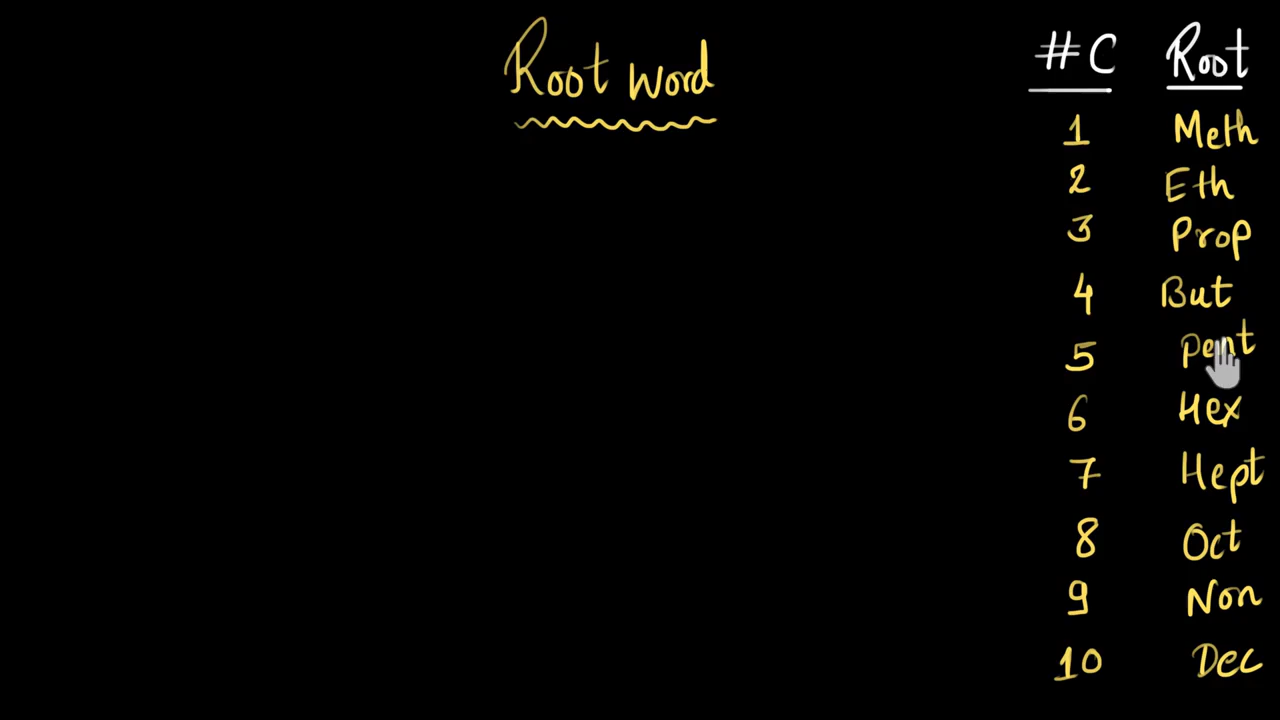 Root word
#C Root
1 Meth
2 Eth
3 Prop
4 But
5 Pent
6 Hex
7 Hept
8 Oct
9 Non
10 Dec